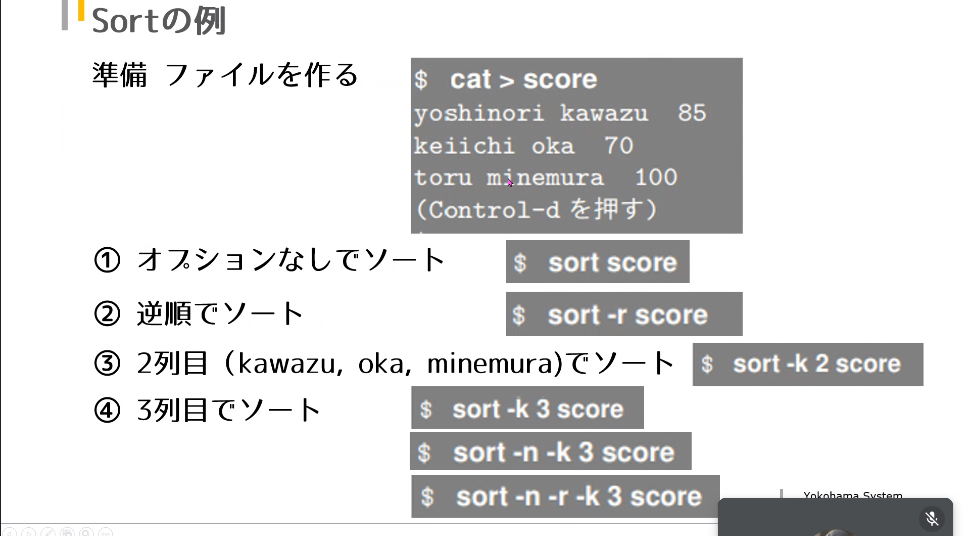 Sortの例
準備 ファイルを作る
$ cat > score
yoshinori kawazu 85
keiichi oka 70
toru minemura 100
(Control-d を押す)
① オプションなしでソート $ sort score
② 逆順でソート $ sort -r score
③ 2列目（kawazu, oka, minemura)でソート $ sort -k 2 score
④ 3列目でソート $ sort -k 3 score
$ sort -n -k 3 score
$ sort -n -r -k 3 score
Yokohama System